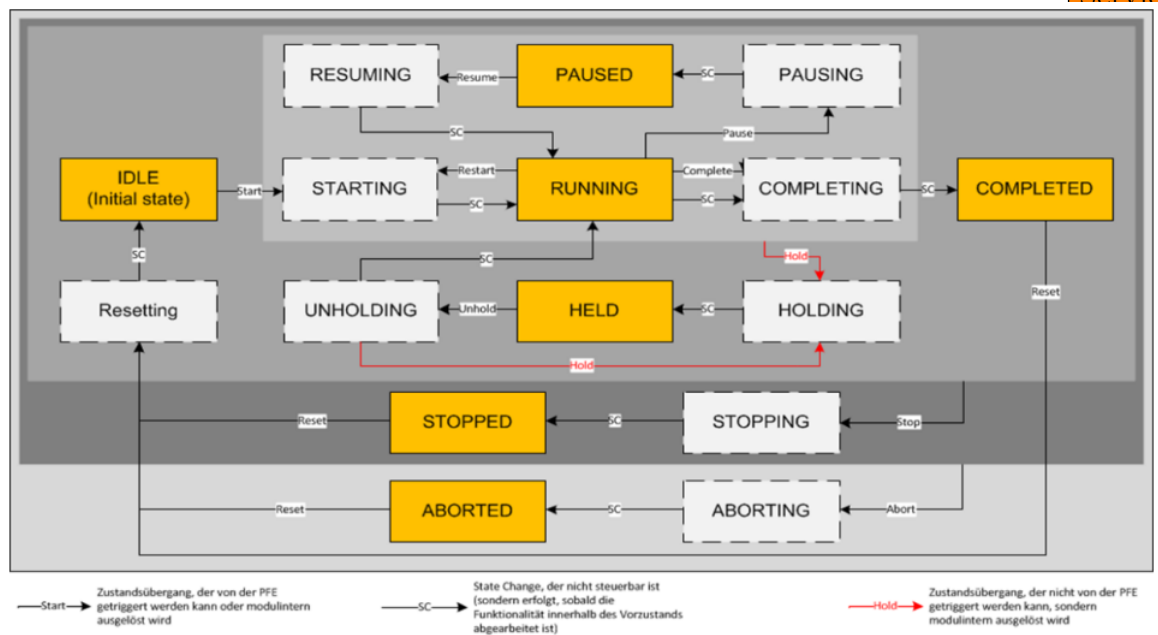 RESUMING
Resume
PAUSED
SC
PAUSING
SC
Pause
IDLE
(Initial state)
Start
STARTING
Restart
SC
RUNNING
Complete
SC
COMPLETING
SC
COMPLETED
SC
SC
Hold
Reset
Resetting
UNHOLDING
Unhold
HELD
SC
HOLDING
Hold
Reset
STOPPED
SC
STOPPING
Stop
Reset
ABORTED
SC
ABORTING
Abort
Start
Zustandsübergang, der von der PFE
getriggert werden kann oder modulintern
ausgelöst wird
SC
State Change, der nicht steuerbar ist
(sondern erfolgt, sobald die
Funktionalität innerhalb des Vorzustands
abgearbeitet ist)
Hold
Zustandsübergang, der nicht von der PFE
getriggert werden kann, sondern
modulintern ausgelöst wird